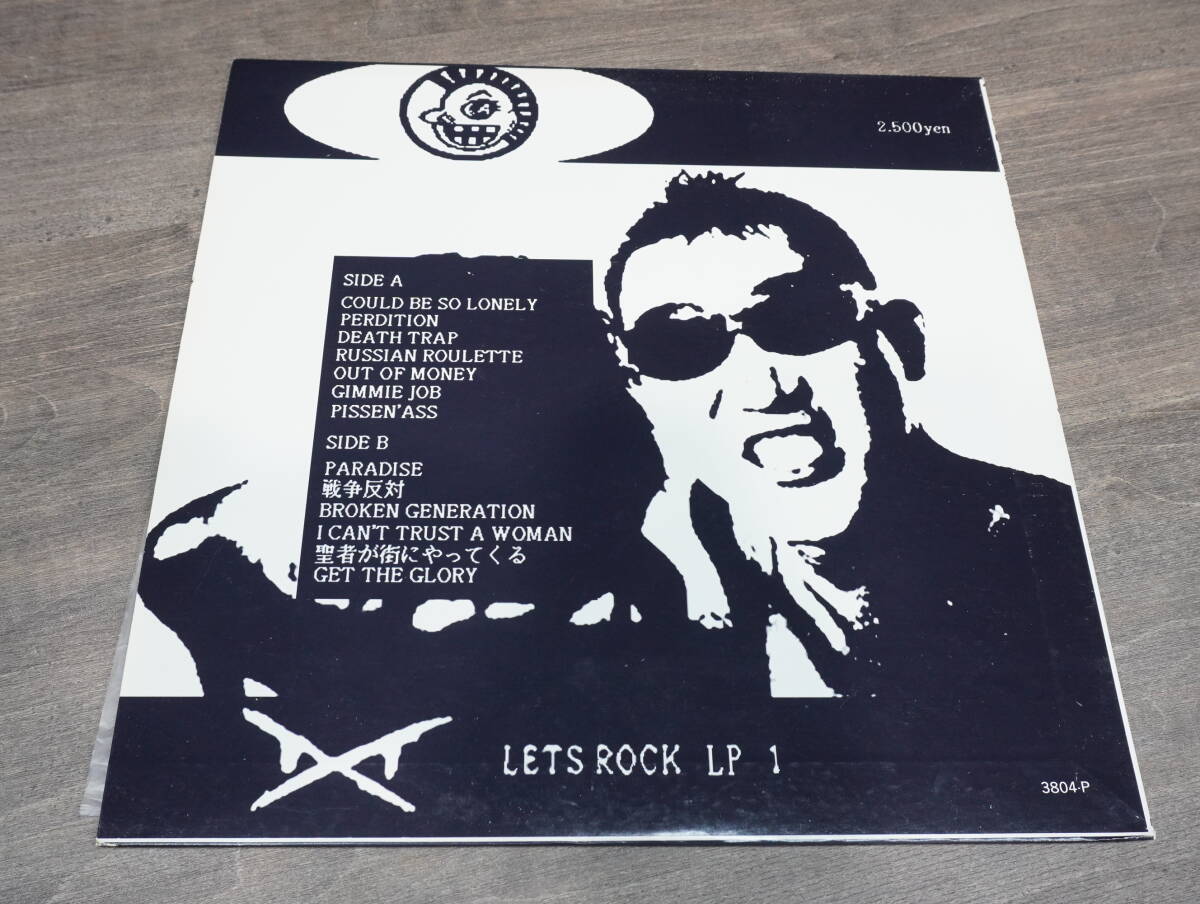 2.500yen
SIDE A
COULD BE SO LONELY
PERDITION
DEATH TRAP
RUSSIAN ROULETTE
OUT OF MONEY
GIMMIE JOB
PISSEN'ASS
SIDE B
PARADISE
戦争反対
BROKEN GENERATION
I CAN'T TRUST A WOMAN
聖者が街にやってくる
GET THE GLORY
LETS ROCK LP 1
3804-P